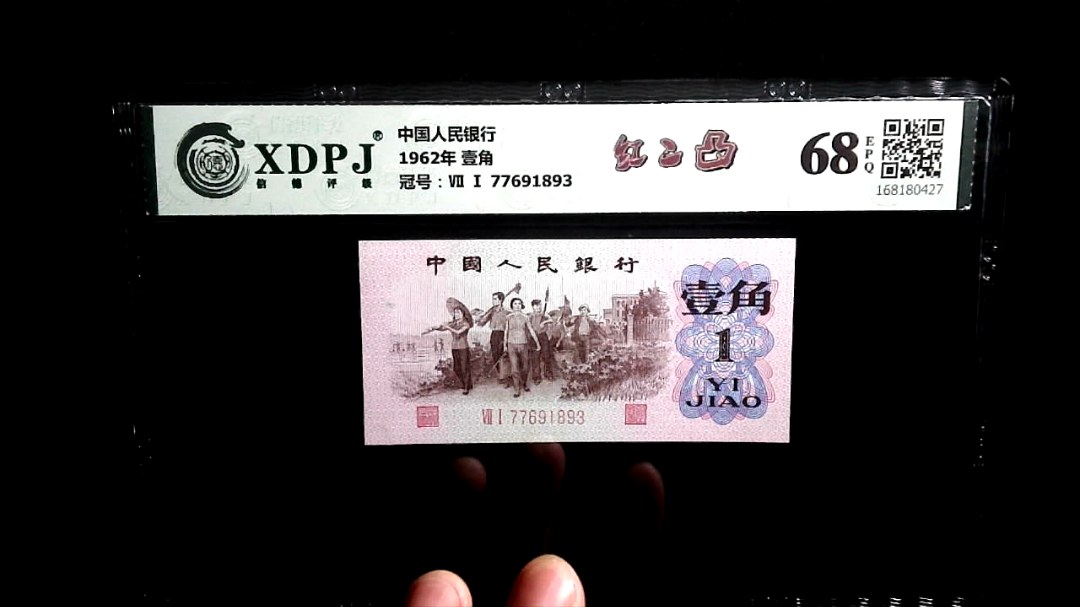 XDPJ®
信德评级
中国人民银行
1962年 壹角
冠号：Ⅶ Ⅰ 77691893
红二凸
68
EPQ
168180427
中國人民銀行
壹角
1
YI
JIAO
Ⅶ Ⅰ 77691893